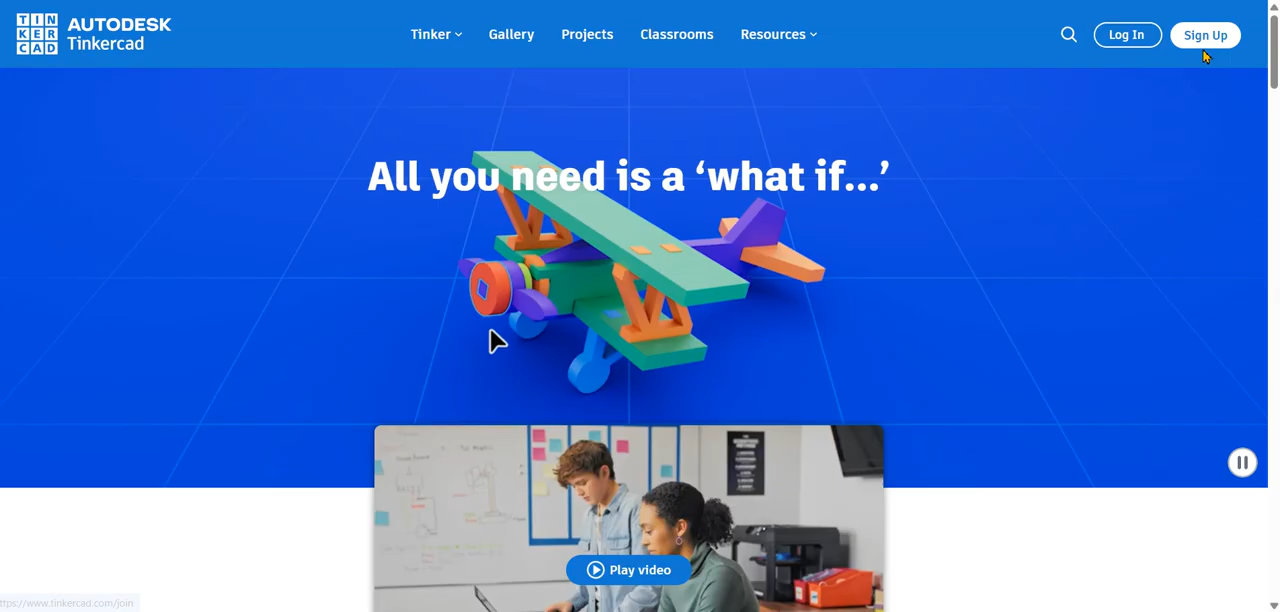 TIN
KER
CAD
AUTODESK
Tinkercad
Tinker
Gallery
Projects
Classrooms
Resources
Log In
Sign Up
All you need is a ‘what if...’
Play video
ttps://www.tinkercad.com/join